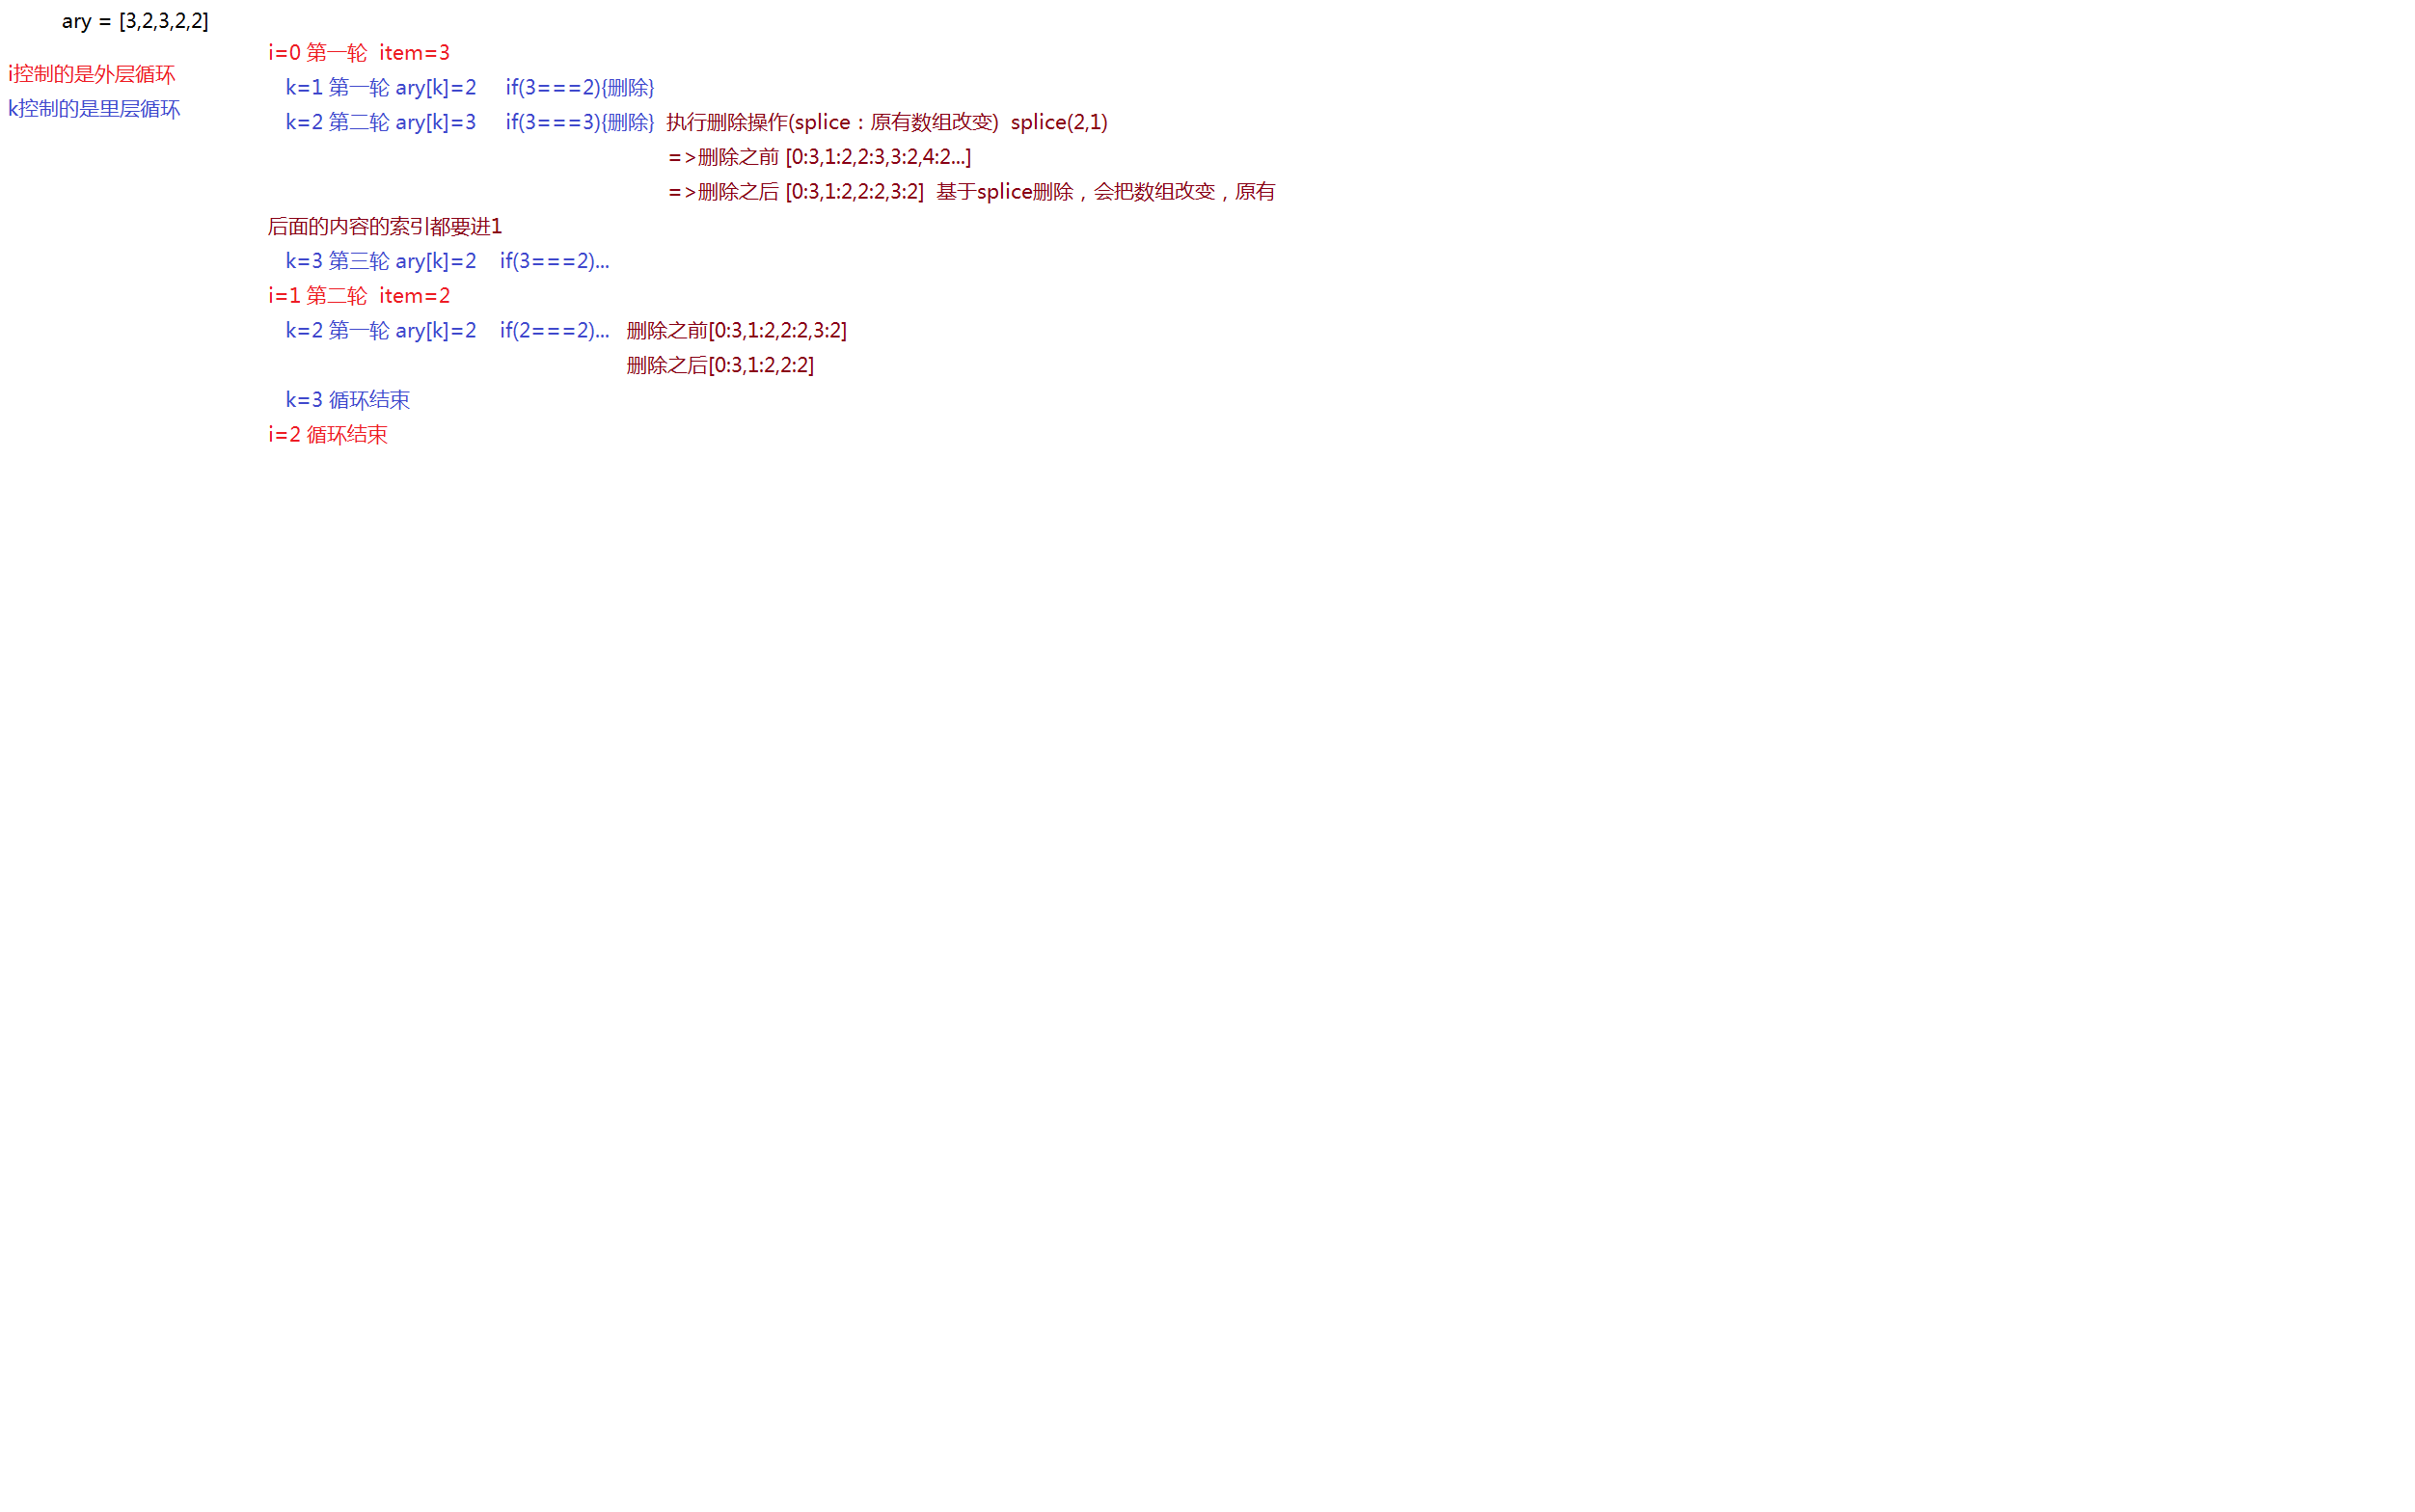 ary = [3,2,3,2,2]
i控制的是外层循环
k控制的是里层循环
i=0 第一轮 item=3
k=1 第一轮 ary[k]=2 if(3===2){删除}
k=2 第二轮 ary[k]=3 if(3===3){删除} 执行删除操作(splice：原有数组改变) splice(2,1)
=>删除之前 [0:3,1:2,2:3,3:2,4:2...]
=>删除之后 [0:3,1:2,2:2,3:2] 基于splice删除，会把数组改变，原有
后面的内容的索引都要进1
k=3 第三轮 ary[k]=2 if(3===2)...
i=1 第二轮 item=2
k=2 第一轮 ary[k]=2 if(2===2)... 删除之前[0:3,1:2,2:2,3:2]
删除之后[0:3,1:2,2:2]
k=3 循环结束
i=2 循环结束